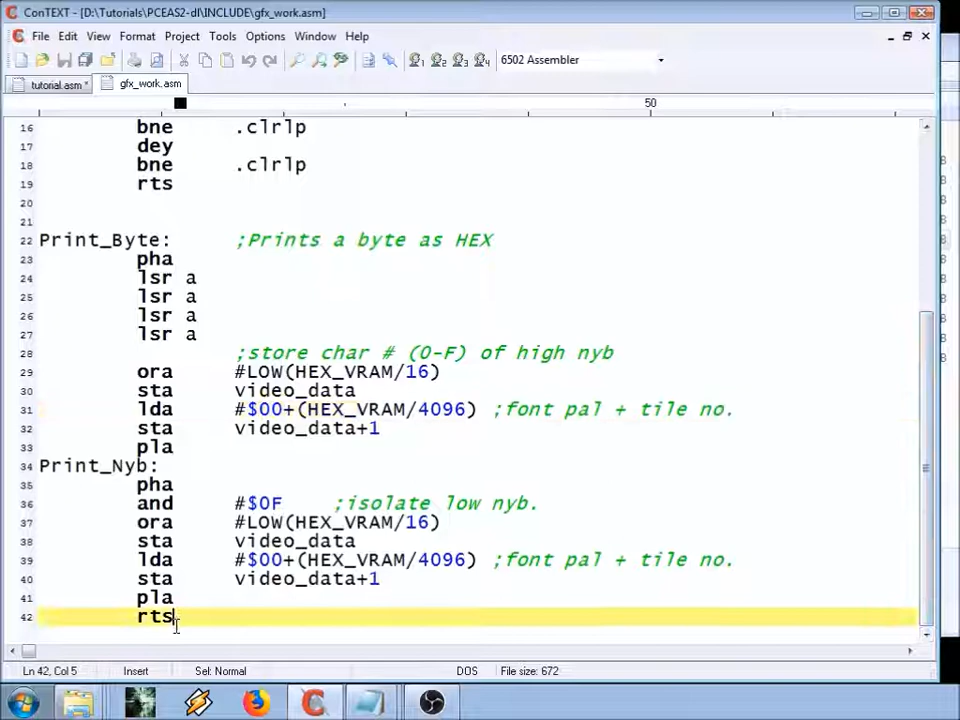 ConTEXT - [D:\Tutorials\PCEAS2-dl\INCLUDE\gfx_work.asm]
File Edit View Format Project Tools Options Window Help
6502 Assembler
tutorial.asm * gfx_work.asm
50
16 bne .clrlp
17 dey
18 bne .clrlp
19 rts
20
21
22 Print_Byte: ;Prints a byte as HEX
23 pha
24 lsr a
25 lsr a
26 lsr a
27 lsr a
28 ;store char # (0-F) of high nyb
29 ora #LOW(HEX_VRAM/16)
30 sta video_data
31 lda #$00+(HEX_VRAM/4096) ;font pal + tile no.
32 sta video_data+1
33 pla
34 Print_Nyb:
35 pha
36 and #$0F ;isolate low nyb.
37 ora #LOW(HEX_VRAM/16)
38 sta video_data
39 lda #$00+(HEX_VRAM/4096) ;font pal + tile no.
40 sta video_data+1
41 pla
42 rts
Ln 42, Col 5 Insert Sel: Normal DOS File size: 672